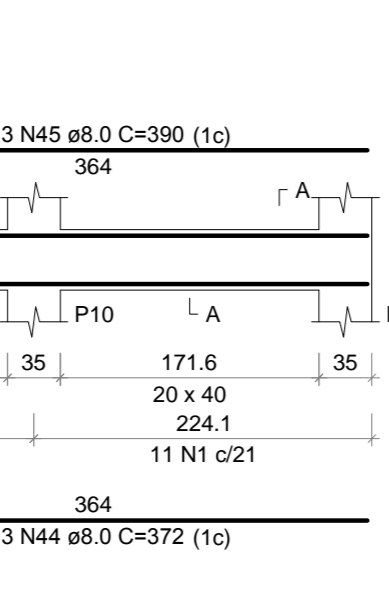 3 N45 ø8.0 C=390 (1c)
364
A
P10
A
35
171.6
35
20 x 40
224.1
11 N1 c/21
364
3 N44 ø8.0 C=372 (1c)